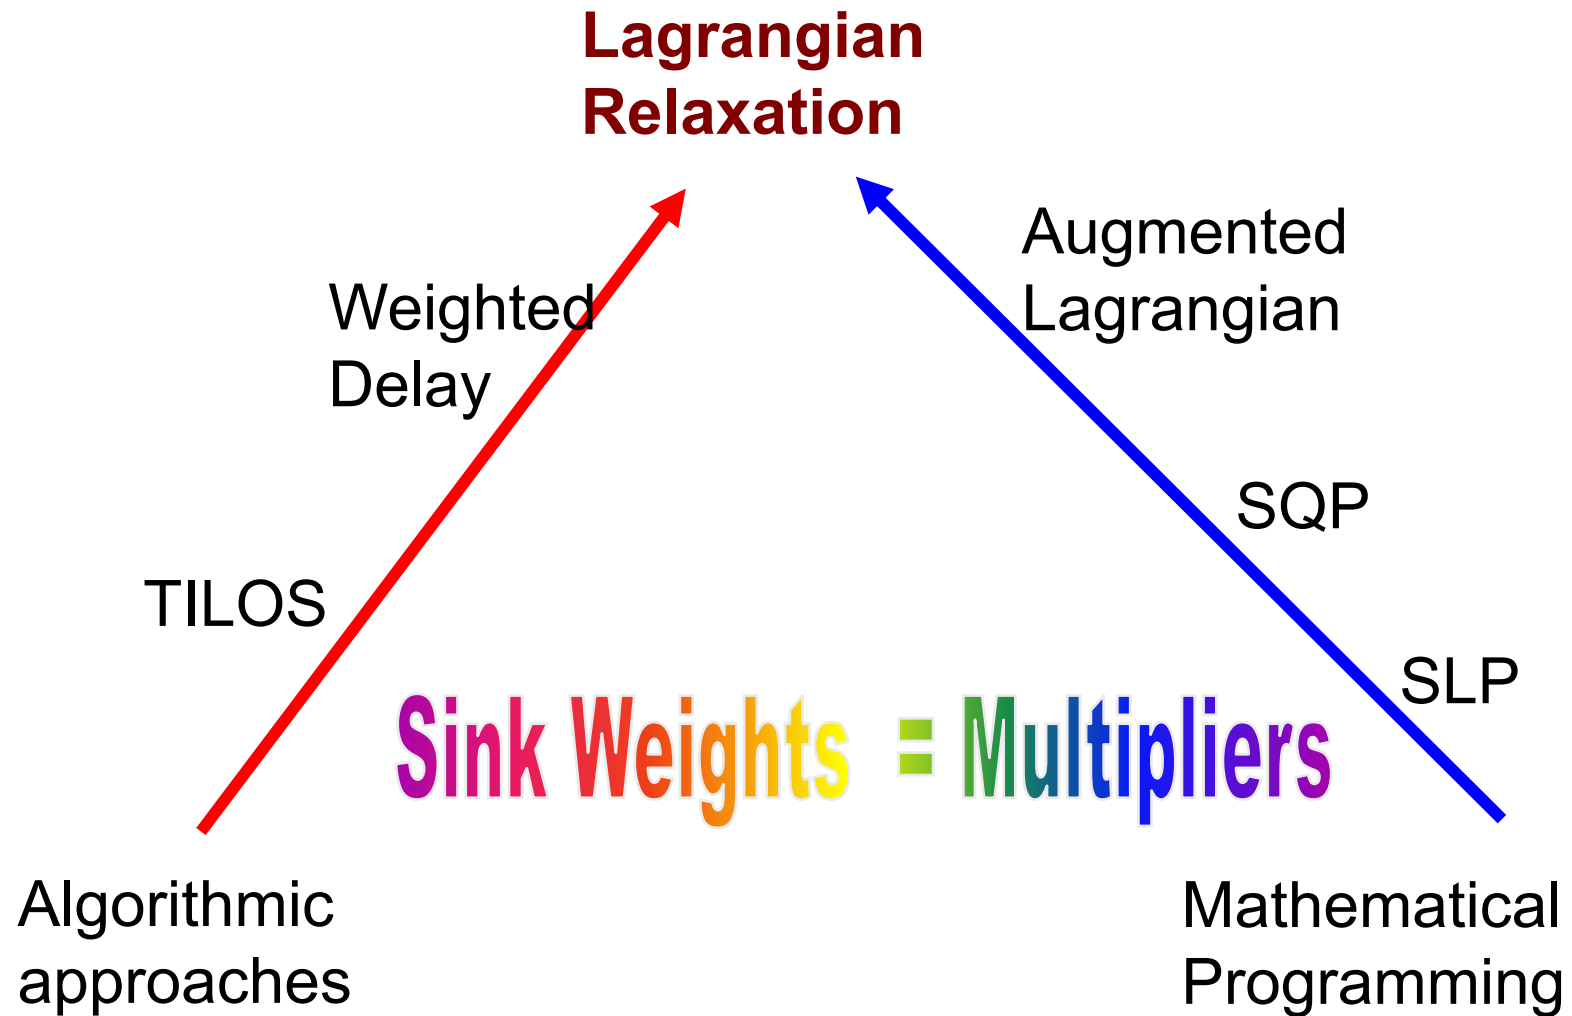 Lagrangian
Relaxation
Augmented
Lagrangian
Weighted
Delay
SQP
TILOS
SLP
Sink Weights = Multipliers
Algorithmic
approaches
Mathematical
Programming